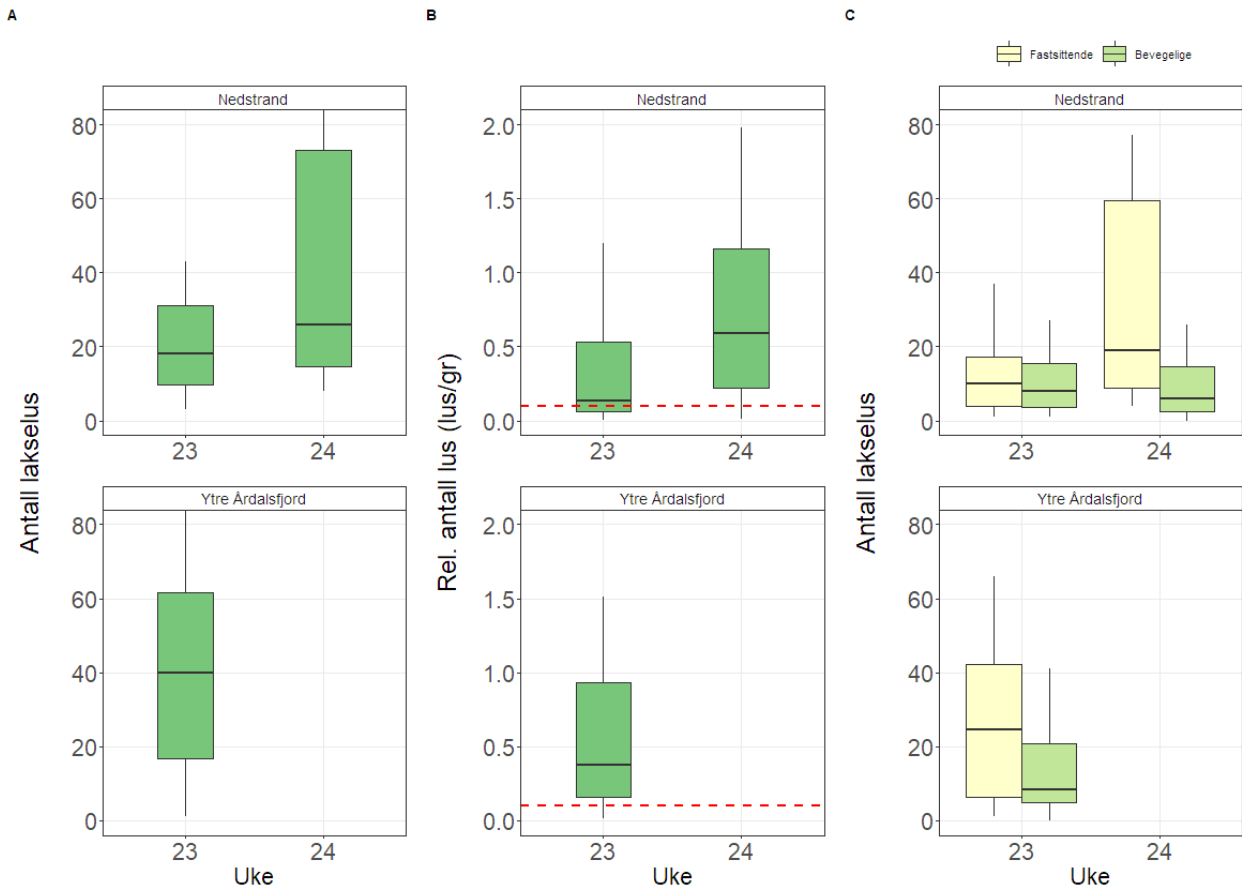 A
B
C
Fastsittende Bevegelige
Antall lakselus
Nedstrand
80
60
40
20
0
23 24
Ytre Årdalsfjord
80
60
40
20
0
23 24
Uke
Rel. antall lus (lus/gr)
Nedstrand
2.0
1.5
1.0
0.5
0.0
23 24
Ytre Årdalsfjord
2.0
1.5
1.0
0.5
0.0
23 24
Uke
Antall lakselus
Nedstrand
80
60
40
20
0
23 24
Ytre Årdalsfjord
80
60
40
20
0
23 24
Uke